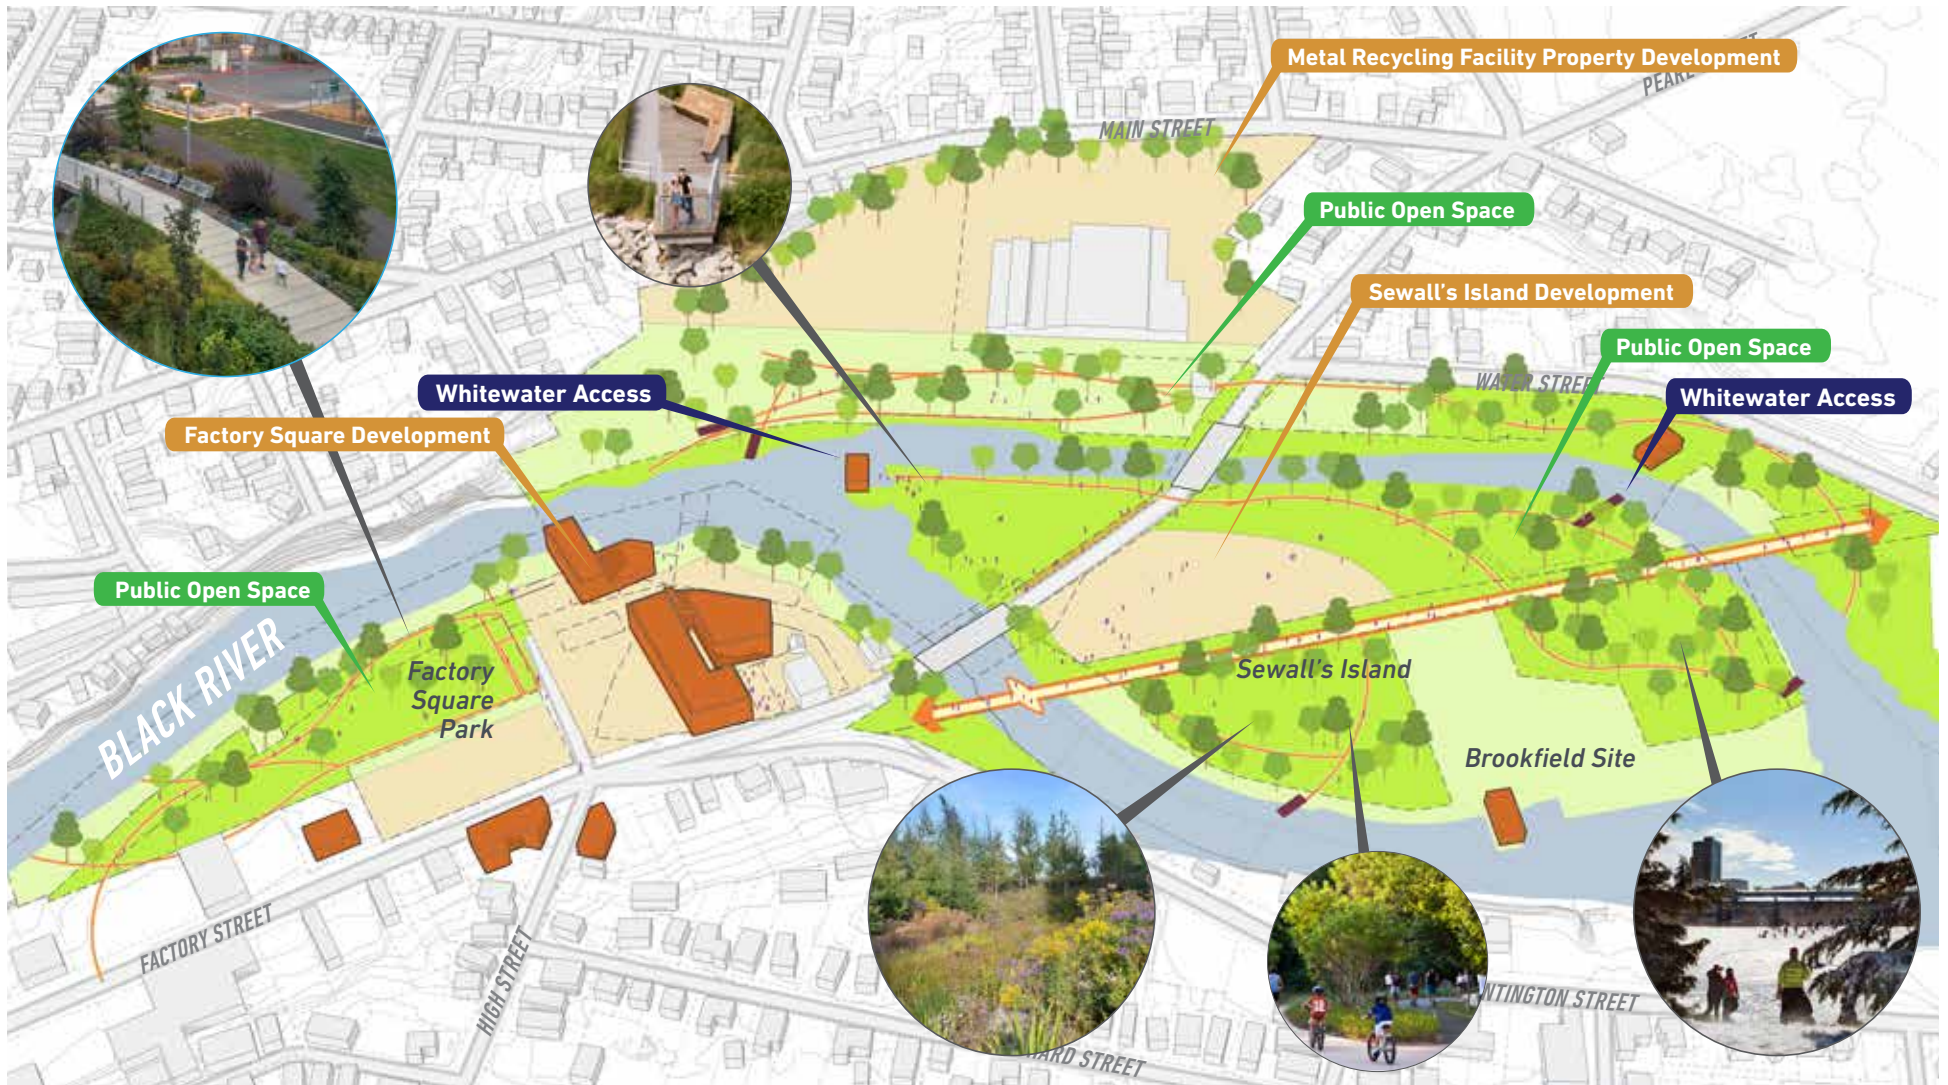 Metal Recycling Facility Property Development
MAIN STREET
Public Open Space
Sewall's Island Development
Public Open Space
WATER STREET
Whitewater Access
Whitewater Access
Factory Square Development
Public Open Space
BLACK RIVER
Factory
Square
Park
Sewall's Island
Brookfield Site
FACTORY STREET
HIGH STREET
STREET
STREET